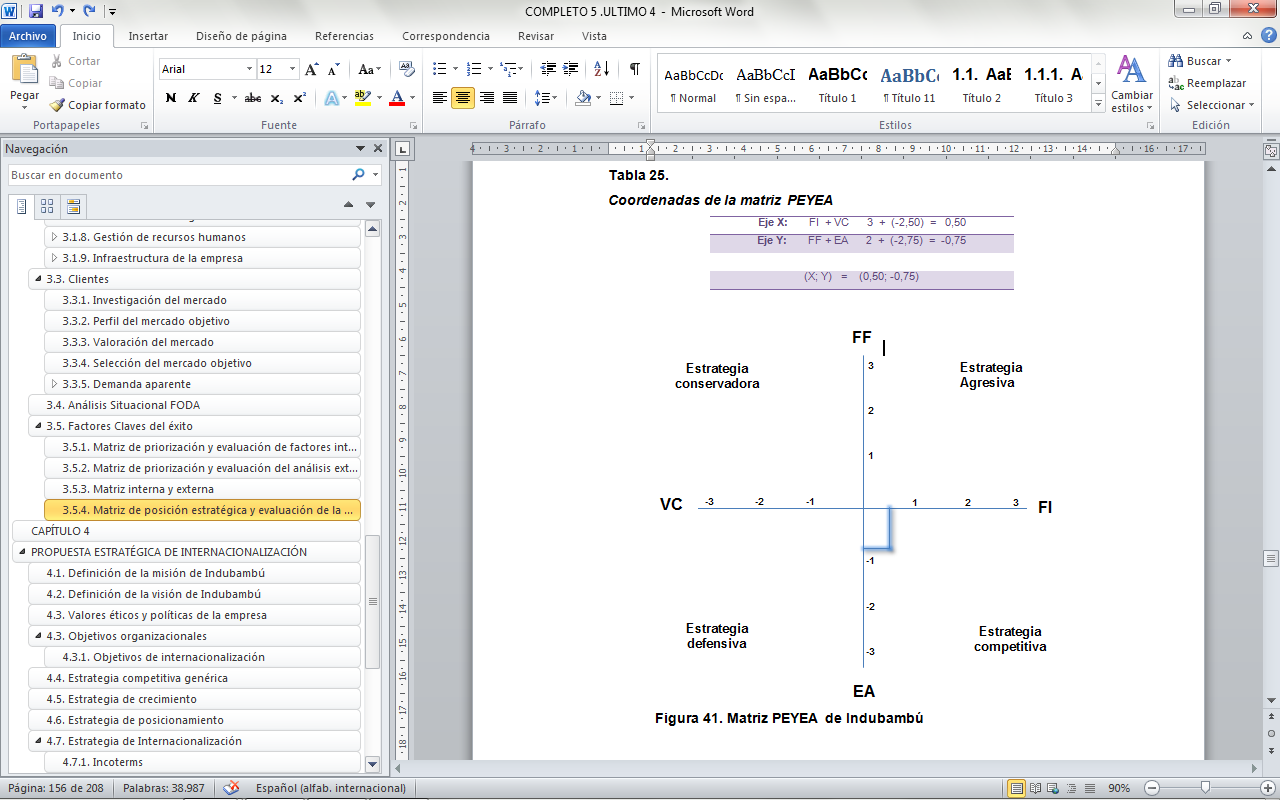 COMPLETO 5 .ULTIMO 4 - Microsoft Word
Archivo Inicio Insertar Diseño de página Referencias Correspondencia Revisar Vista
Pegar
Cortar
Copiar
Copiar formato
Portapapeles
Arial 12
N K S abc x₂ x²
Fuente
Párrafo
AaBbCcDc AaBbCcI AaBbCc AaBbCc 1.1. AaB 1.1.1. A
¶ Normal ¶ Sin espa... Título 1 ¶ Título 11 Título 2 Título 3
Estilos
Cambiar
estilos
Buscar
Reemplazar
Seleccionar
Edición
Navegación
Buscar en documento
3.1.8. Gestión de recursos humanos
3.1.9. Infraestructura de la empresa
3.3. Clientes
3.3.1. Investigación del mercado
3.3.2. Perfil del mercado objetivo
3.3.3. Valoración del mercado
3.3.4. Selección del mercado objetivo
3.3.5. Demanda aparente
3.4. Análisis Situacional FODA
3.5. Factores Claves del éxito
3.5.1. Matriz de priorización y evaluación de factores int...
3.5.2. Matriz de priorización y evaluación del análisis ext...
3.5.3. Matriz interna y externa
3.5.4. Matriz de posición estratégica y evaluación de la ...
CAPÍTULO 4
PROPUESTA ESTRATÉGICA DE INTERNACIONALIZACIÓN
4.1. Definición de la misión de Indubambú
4.2. Definición de la visión de Indubambú
4.3. Valores éticos y políticas de la empresa
4.3. Objetivos organizacionales
4.3.1. Objetivos de internacionalización
4.4. Estrategia competitiva genérica
4.5. Estrategia de crecimiento
4.6. Estrategia de posicionamiento
4.7. Estrategia de Internacionalización
4.7.1. Incoterms
Tabla 25.
Coordenadas de la matriz PEYEA
Eje X: FI + VC 3 + (-2,50) = 0,50
Eje Y: FF + EA 2 + (-2,75) = -0,75
(X; Y) = (0,50; -0,75)
FF
Estrategia
conservadora
3
Estrategia
Agresiva
2
1
VC -3 -2 -1 1 2 3 FI
-1
-2
Estrategia
defensiva
Estrategia
competitiva
-3
EA
Figura 41. Matriz PEYEA de Indubambú
Página: 156 de 208 Palabras: 38.987 Español (alfab. internacional) 90%